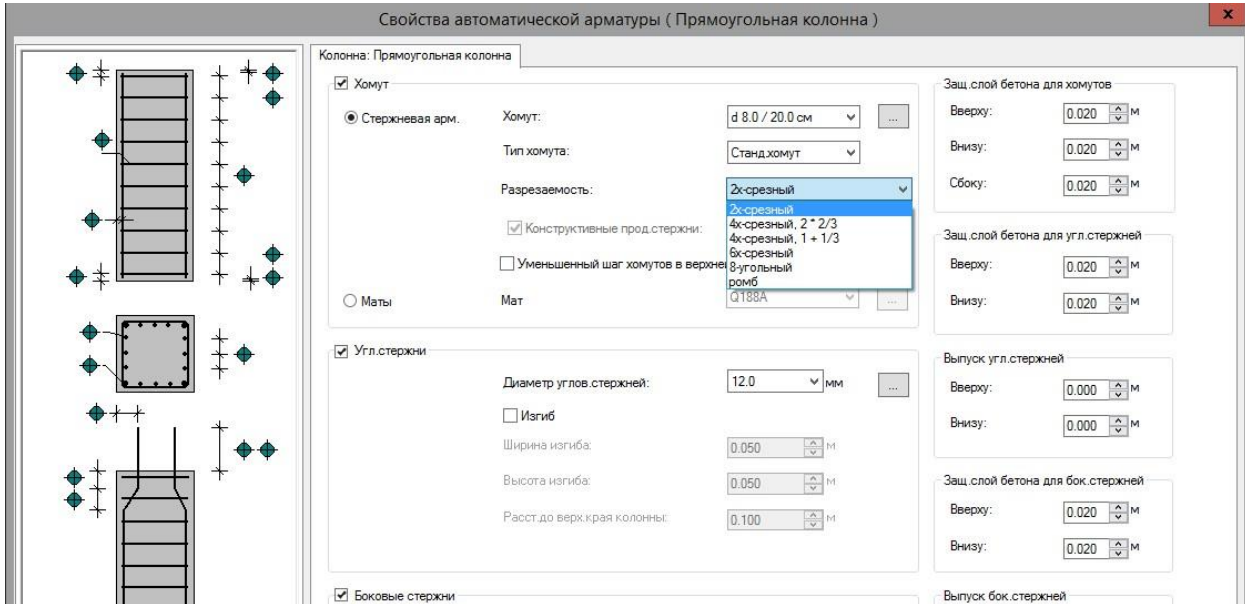 Свойства автоматической арматуры ( Прямоугольная колонна )
x
Колонна: Прямоугольная колонна
Хомут
Стержневая арм.
Хомут:
d 8.0 / 20.0 см
...
Тип хомута:
Станд.хомут
Разрезаемость:
2х-срезный
2х-срезный
4х-срезный, 2 * 2/3
4х-срезный, 1 + 1/3
6х-срезный
8-угольный
ромб
Конструктивные прод.стержни:
Уменьшенный шаг хомутов в верхней
Маты
Мат
Q188A
...
Угл.стержни
Диаметр углов.стержней:
12.0
мм
...
Изгиб
Ширина изгиба:
0.050
м
Высота изгиба:
0.050
м
Расст.до верх.края колонны:
0.100
м
Боковые стержни
Защ.слой бетона для хомутов
Вверху:
0.020
м
Внизу:
0.020
м
Сбоку:
0.020
м
Защ.слой бетона для угл.стержней
Вверху:
0.020
м
Внизу:
0.020
м
Выпуск угл.стержней
Вверху:
0.000
м
Внизу:
0.000
м
Защ.слой бетона для бок.стержней
Вверху:
0.020
м
Внизу:
0.020
м
Выпуск бок.стержней